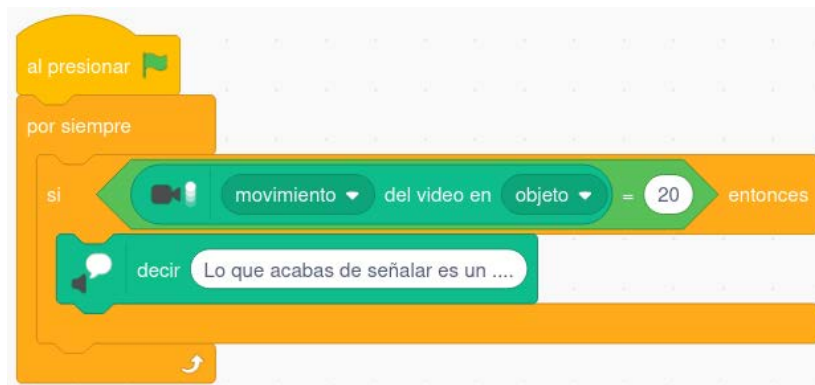 al presionar
por siempre
si movimiento del video en objeto = 20 entonces
decir Lo que acabas de señalar es un ....